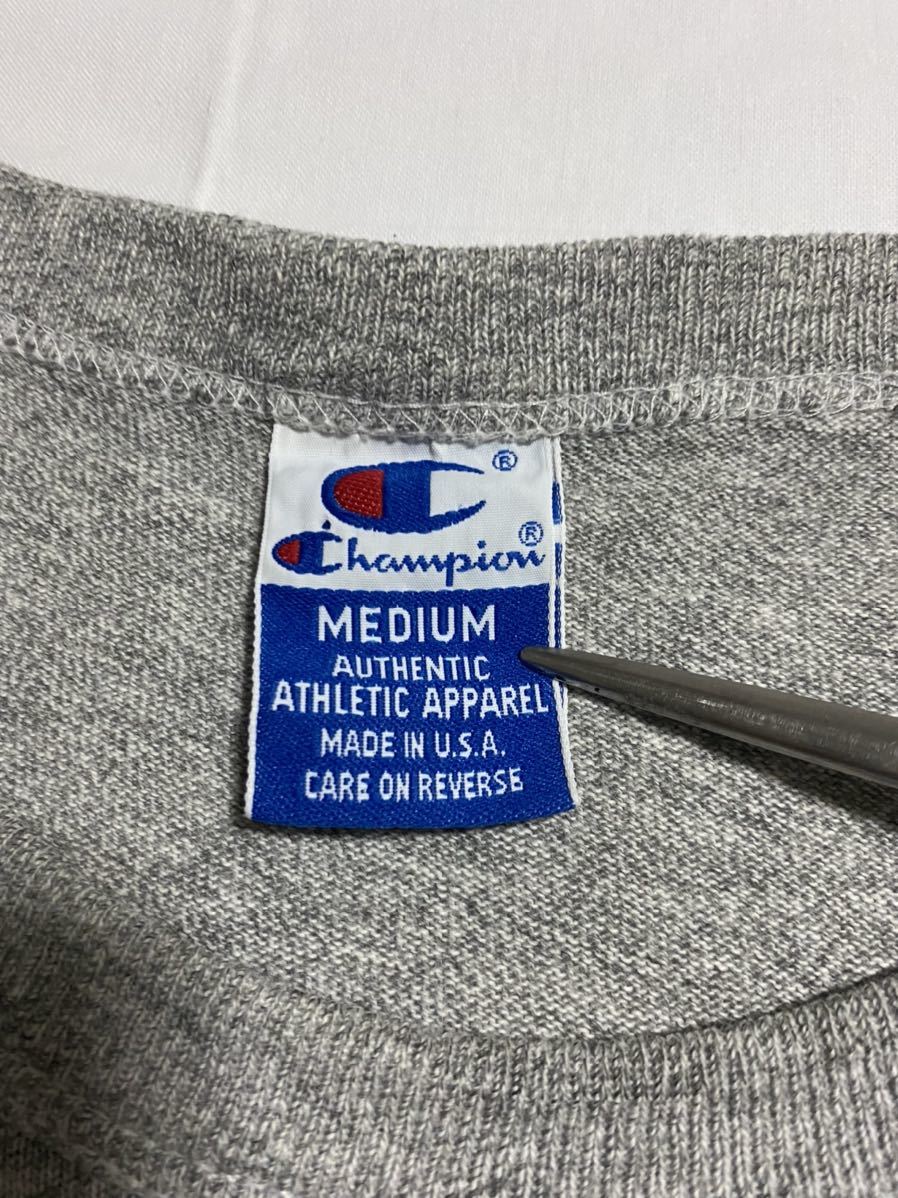 ®
Champion®
MEDIUM
AUTHENTIC
ATHLETIC APPAREL
MADE IN U.S.A.
CARE ON REVERSE